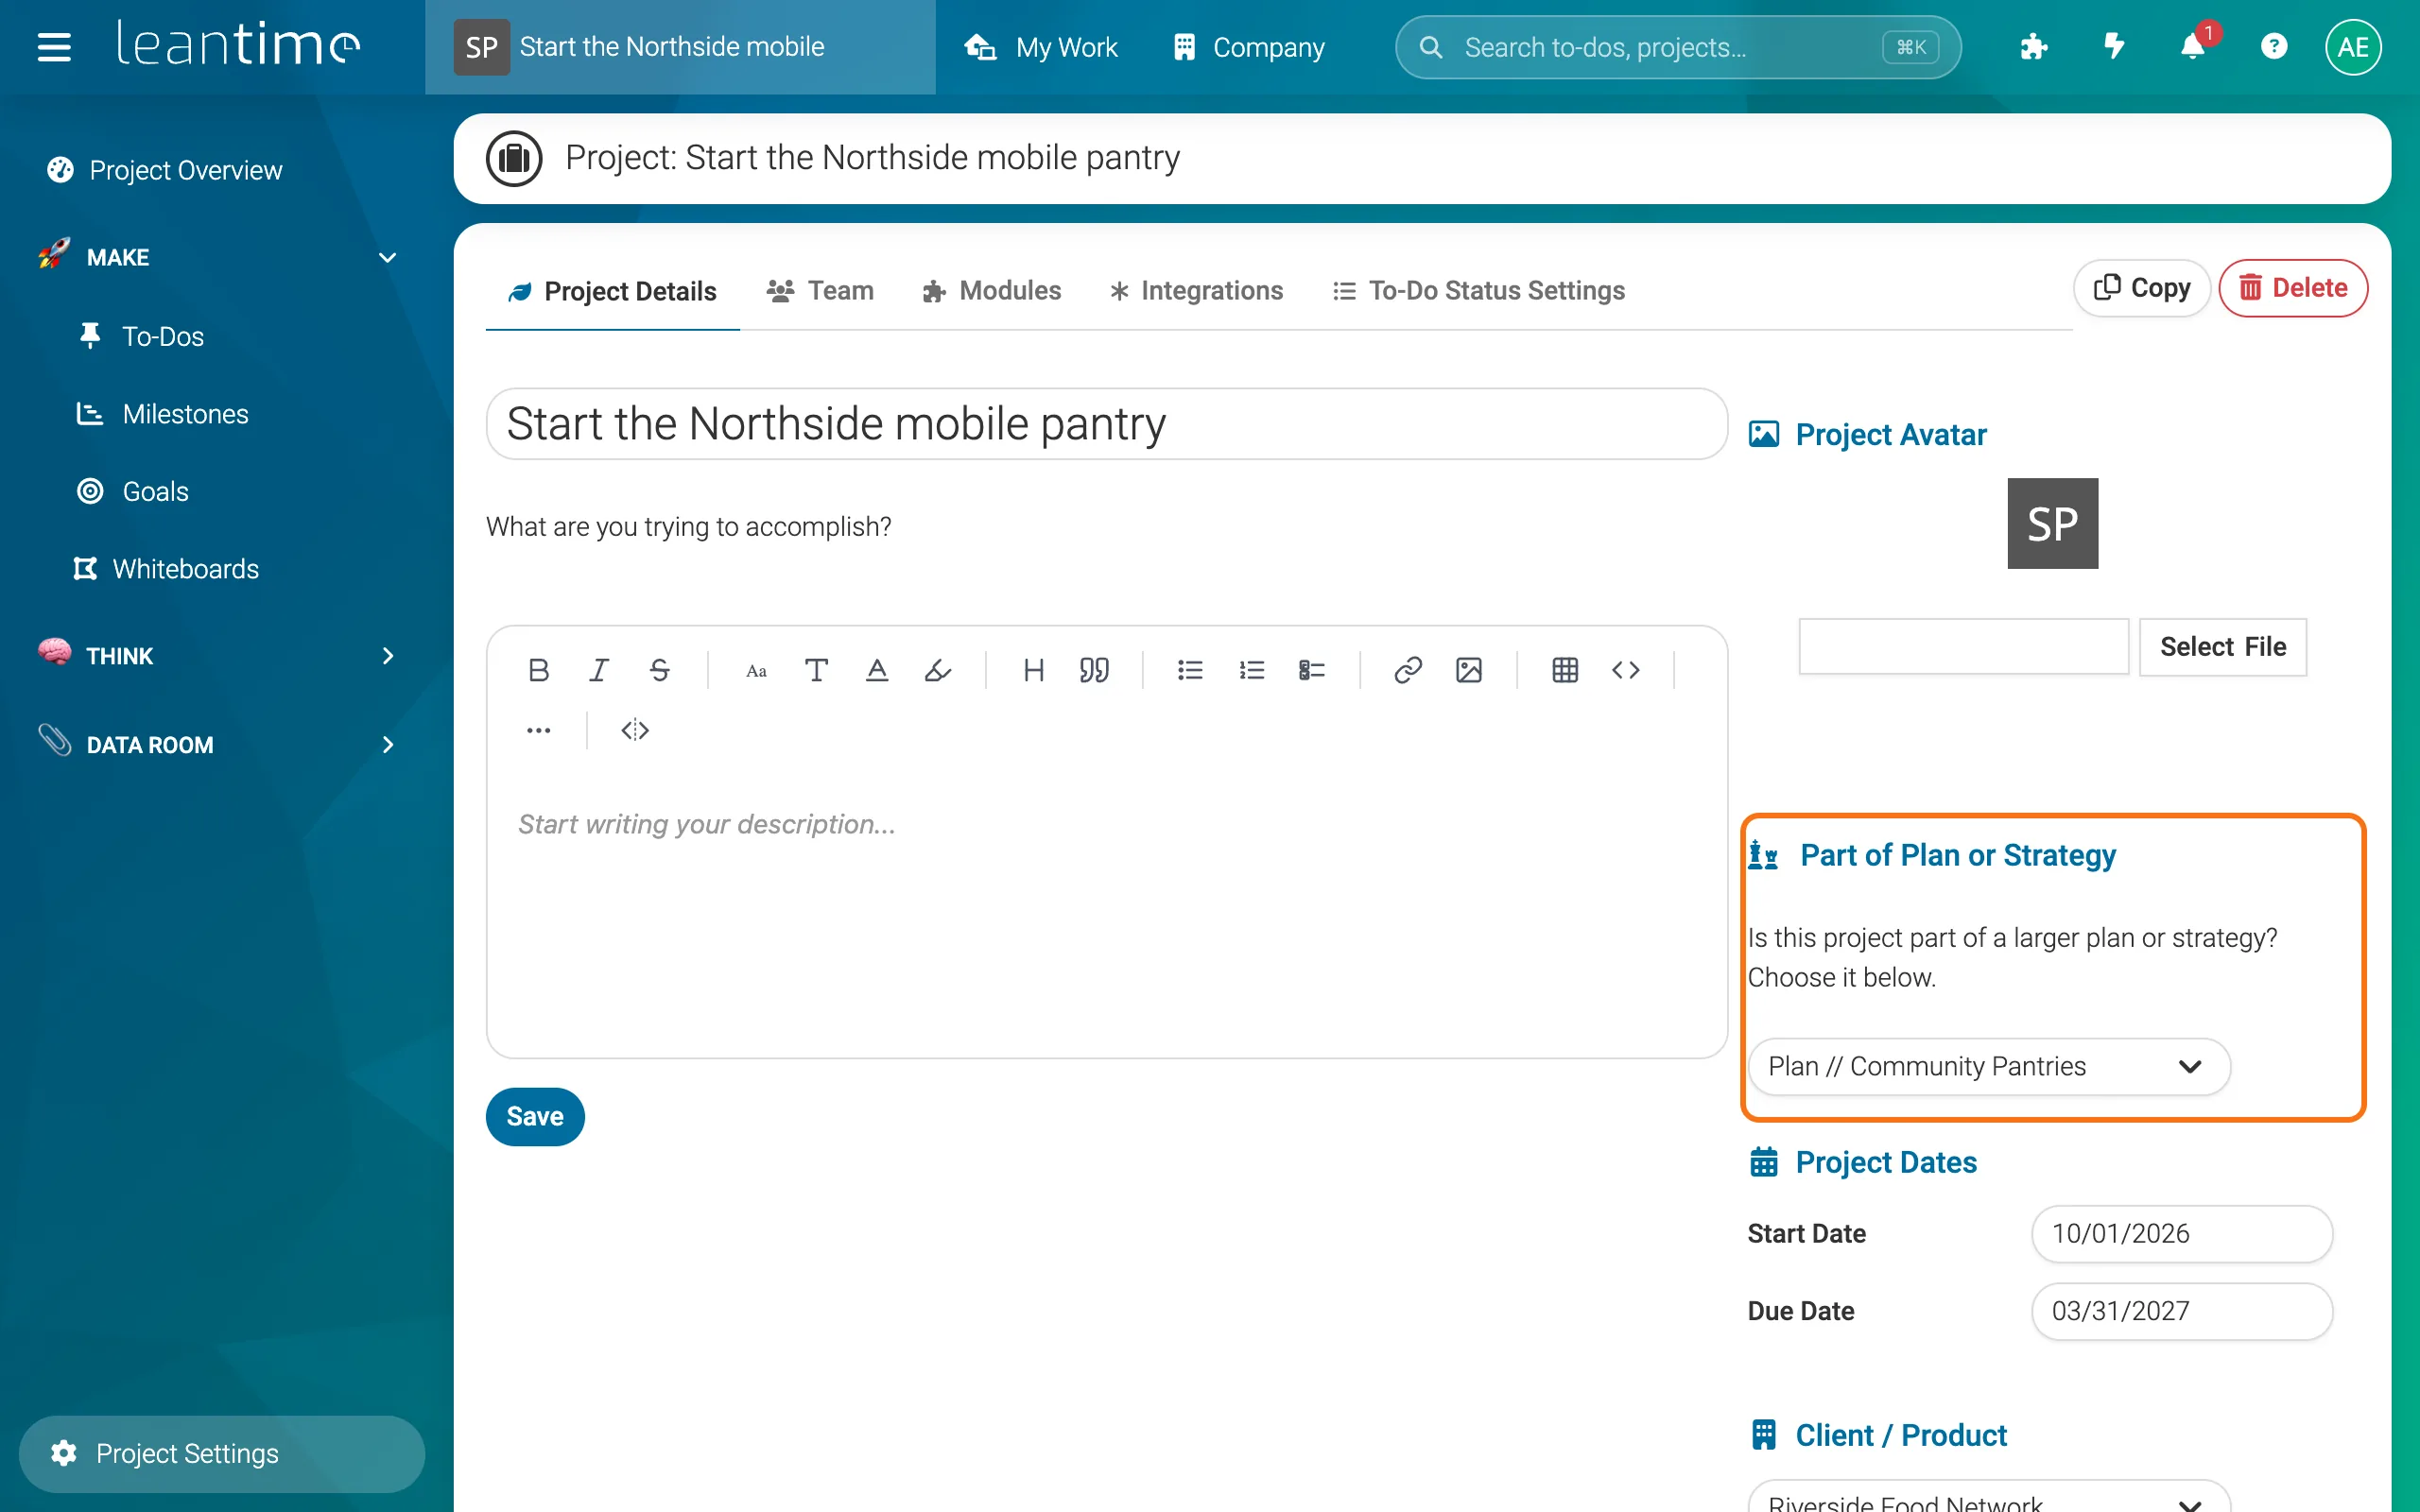 leantime
SP Start the Northside mobile
My Work
Company
Search to-dos, projects...
⌘K
1
?
AE
Project Overview
MAKE
To-Dos
Milestones
Goals
Whiteboards
THINK
DATA ROOM
Project Settings
Project: Start the Northside mobile pantry
Project Details
Team
Modules
Integrations
To-Do Status Settings
Copy
Delete
Start the Northside mobile pantry
What are you trying to accomplish?
B I S Aa T A H
Start writing your description...
Save
Project Avatar
SP
Select File
Part of Plan or Strategy
Is this project part of a larger plan or strategy?
Choose it below.
Plan // Community Pantries
Project Dates
Start Date
10/01/2026
Due Date
03/31/2027
Client / Product
Riverside Food Network